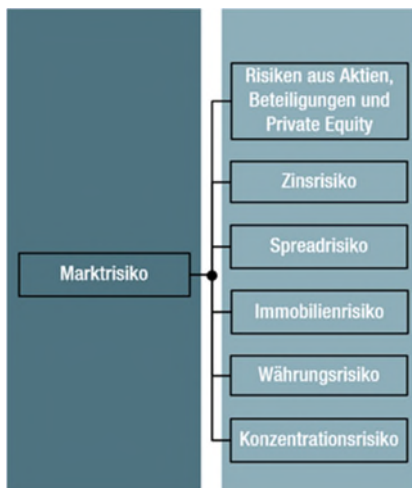 Marktrisiko
Risiken aus Aktien,
Beteiligungen und
Private Equity
Zinsrisiko
Spreadrisiko
Immobilienrisiko
Währungsrisiko
Konzentrationsrisiko